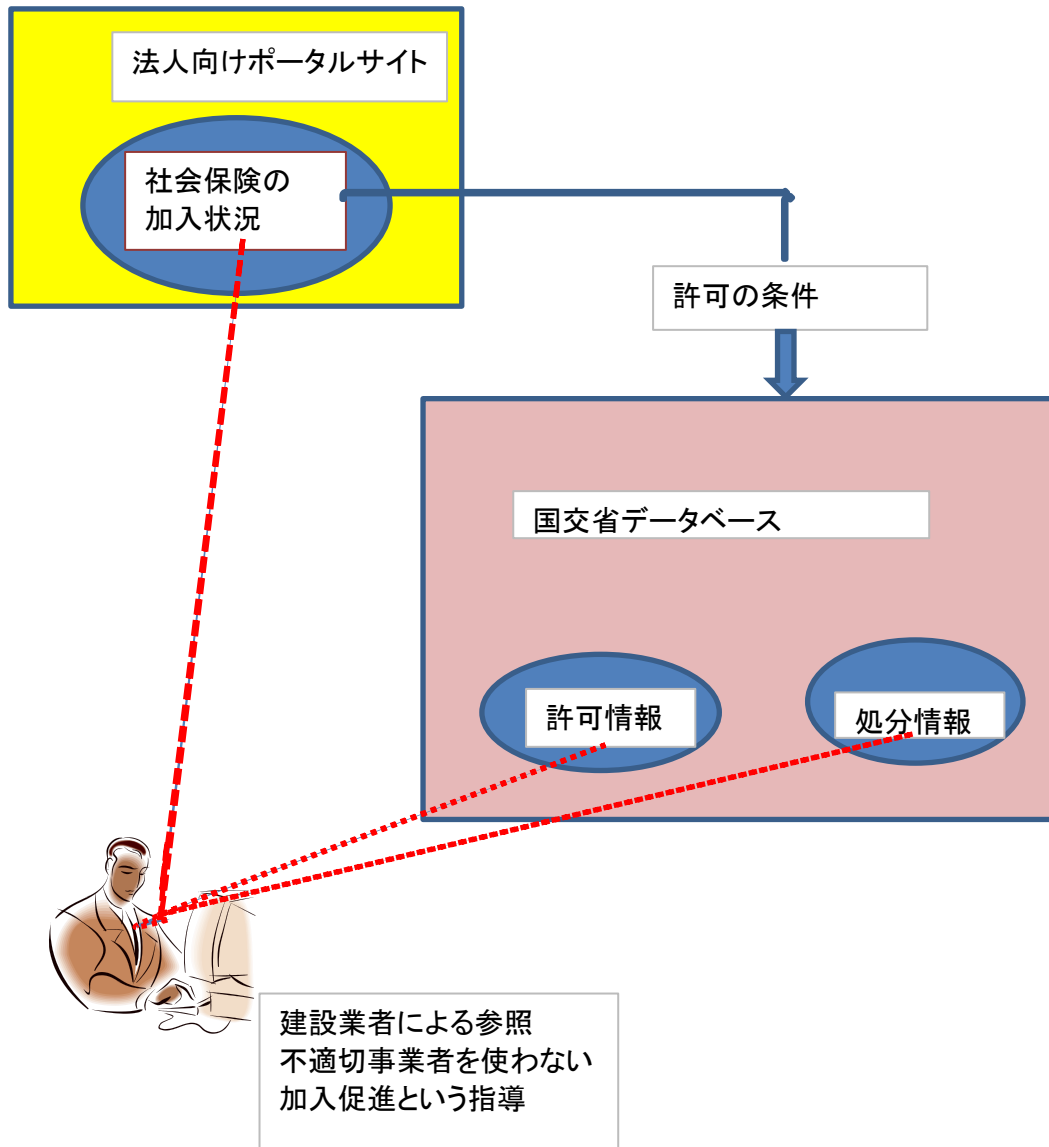 法人向けポータルサイト
社会保険の
加入状況
許可の条件
国交省データベース
許可情報
処分情報
建設業者による参照
不適切事業者を使わない
加入促進という指導